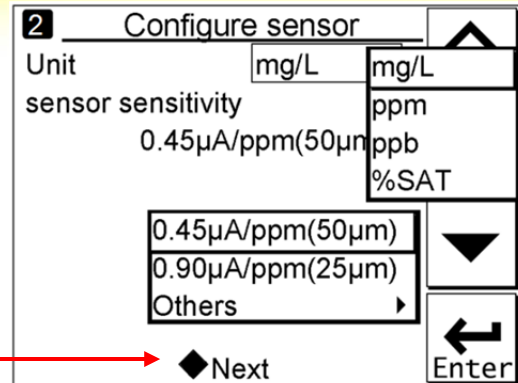 2 Configure sensor
Unit mg/L
mg/L
ppm
ppb
%SAT
sensor sensitivity
0.45µA/ppm(50µm
0.45µA/ppm(50µm)
0.90µA/ppm(25µm)
Others
Next
Enter